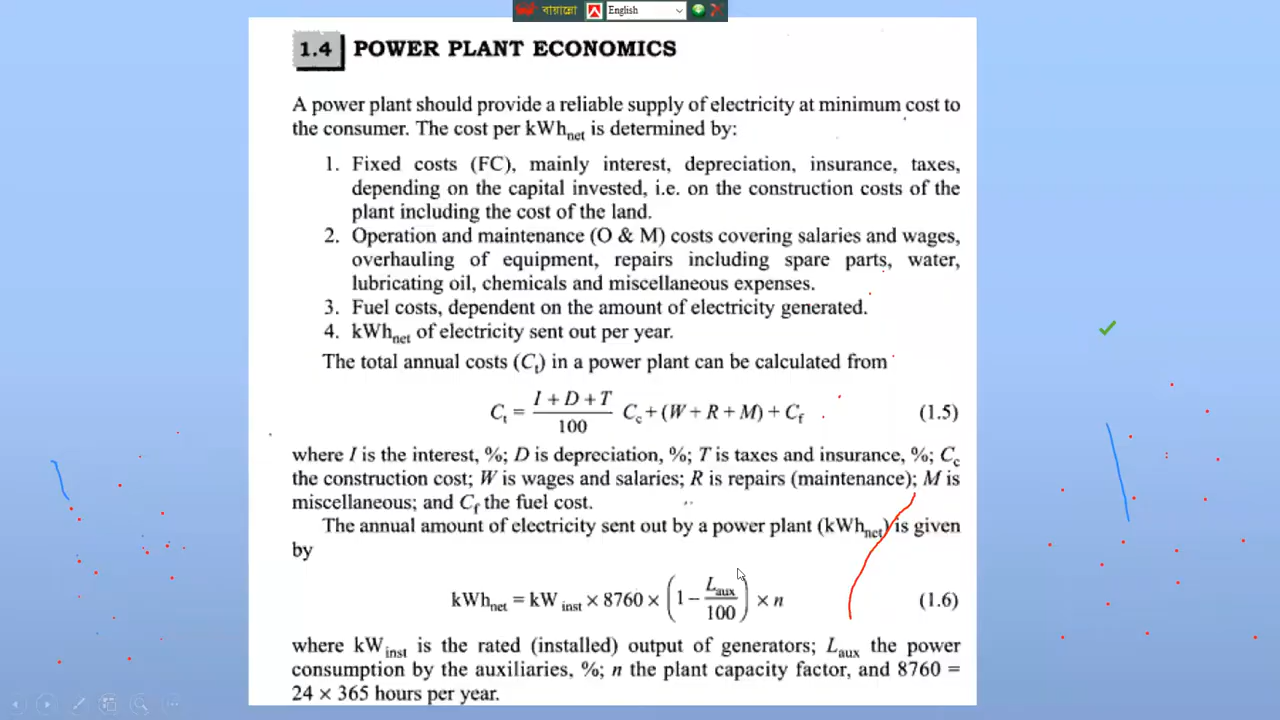 বায়ান্নো English
1.4 POWER PLANT ECONOMICS
A power plant should provide a reliable supply of electricity at minimum cost to
the consumer. The cost per kWh_net is determined by:
1. Fixed costs (FC), mainly interest, depreciation, insurance, taxes,
depending on the capital invested, i.e. on the construction costs of the
plant including the cost of the land.
2. Operation and maintenance (O & M) costs covering salaries and wages,
overhauling of equipment, repairs including spare parts, water,
lubricating oil, chemicals and miscellaneous expenses.
3. Fuel costs, dependent on the amount of electricity generated.
4. kWh_net of electricity sent out per year.
The total annual costs (C_t) in a power plant can be calculated from
C_t = (I + D + T)/100 C_c + (W + R + M) + C_f (1.5)
where I is the interest, %; D is depreciation, %; T is taxes and insurance, %; C_c
the construction cost; W is wages and salaries; R is repairs (maintenance); M is
miscellaneous; and C_f the fuel cost.
The annual amount of electricity sent out by a power plant (kWh_net) is given
by
kWh_net = kW_inst × 8760 × (1 − L_aux/100) × n (1.6)
where kW_inst is the rated (installed) output of generators; L_aux the power
consumption by the auxiliaries, %; n the plant capacity factor, and 8760 =
24 × 365 hours per year.